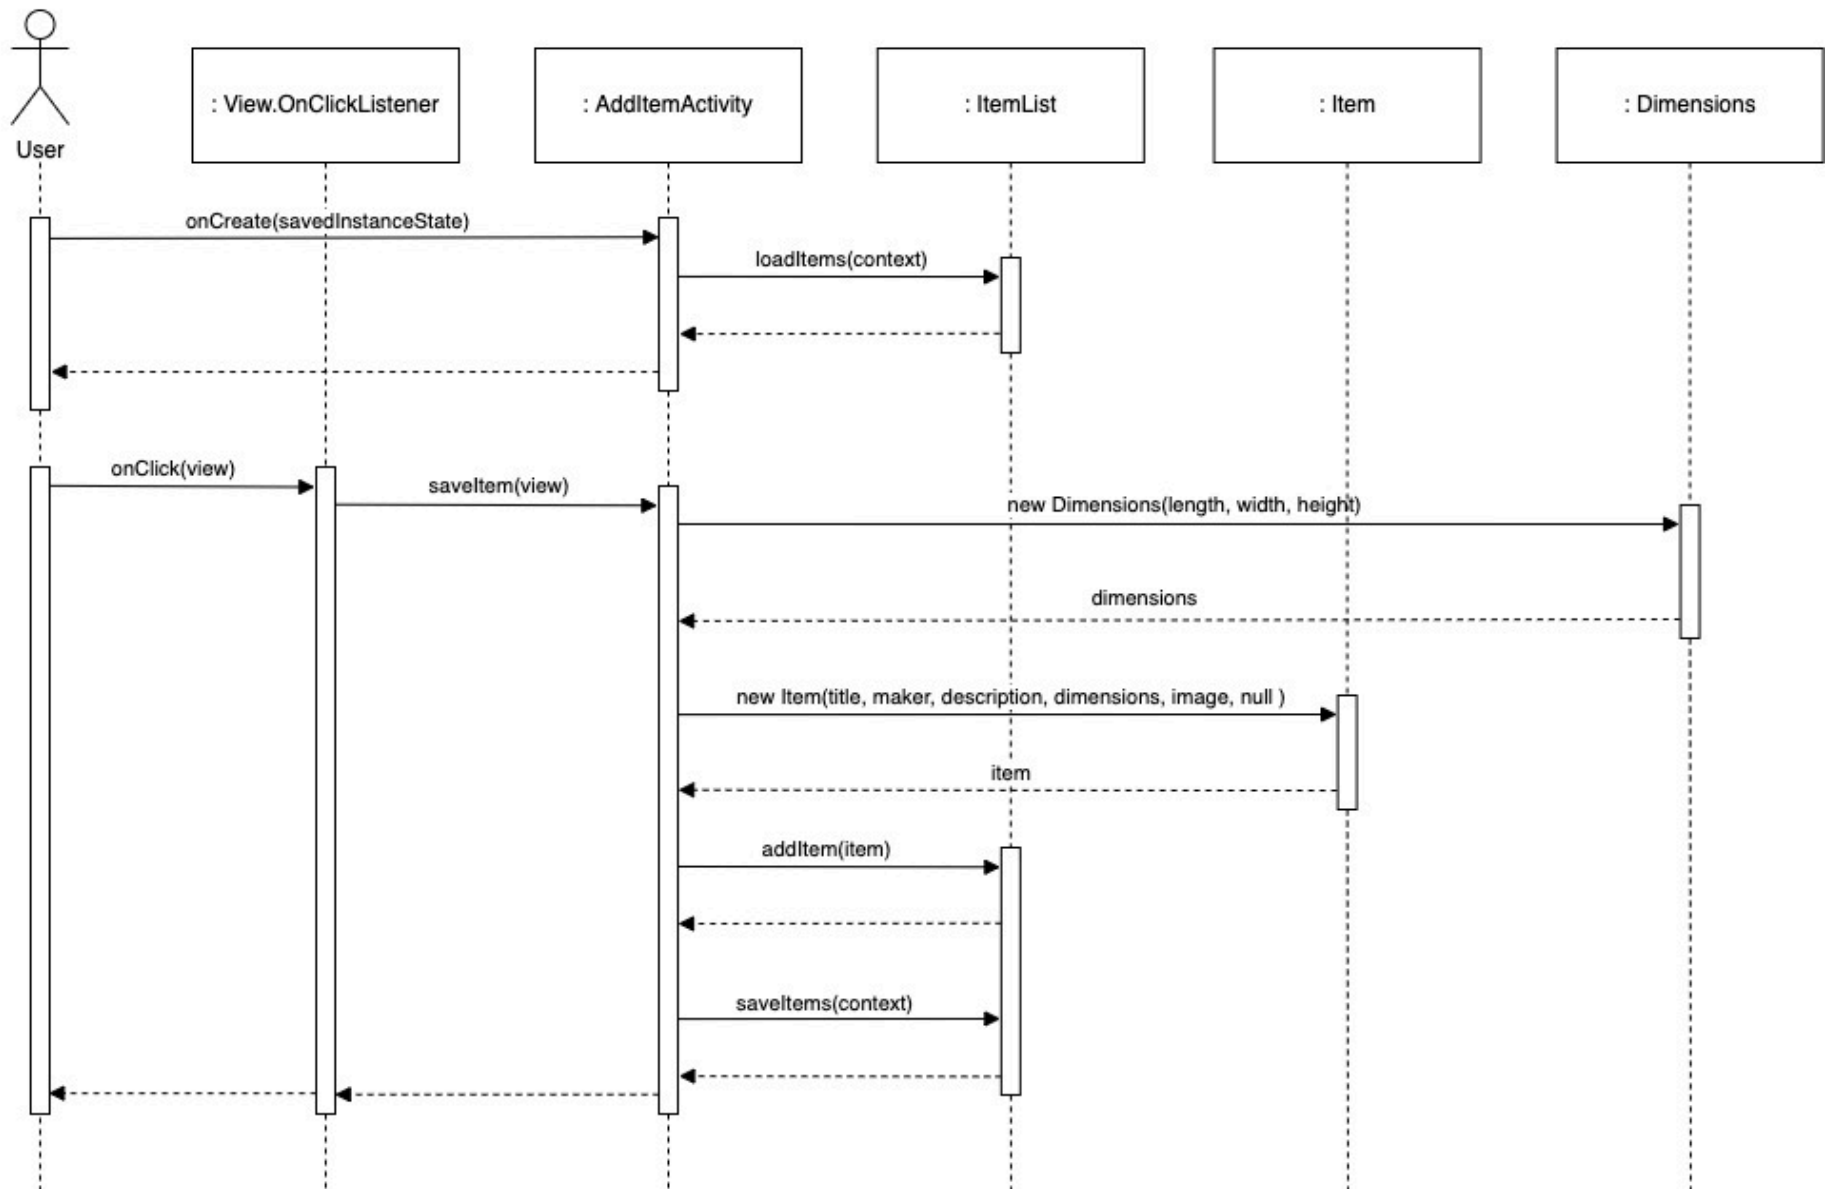 : View.OnClickListener
: AddItemActivity
: ItemList
: Item
: Dimensions
User
onCreate(savedInstanceState)
loadItems(context)
onClick(view)
saveItem(view)
new Dimensions(length, width, height)
dimensions
new Item(title, maker, description, dimensions, image, null )
item
addItem(item)
saveItems(context)